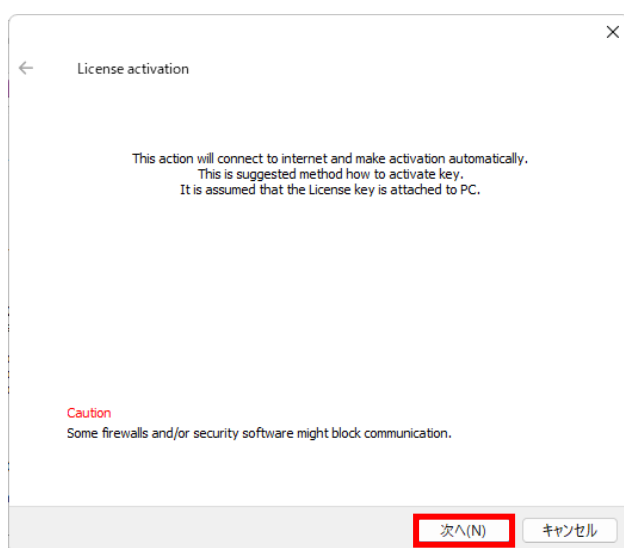 License activation
This action will connect to internet and make activation automatically.
This is suggested method how to activate key.
It is assumed that the License key is attached to PC.
Caution
Some firewalls and/or security software might block communication.
次へ(N)
キャンセル